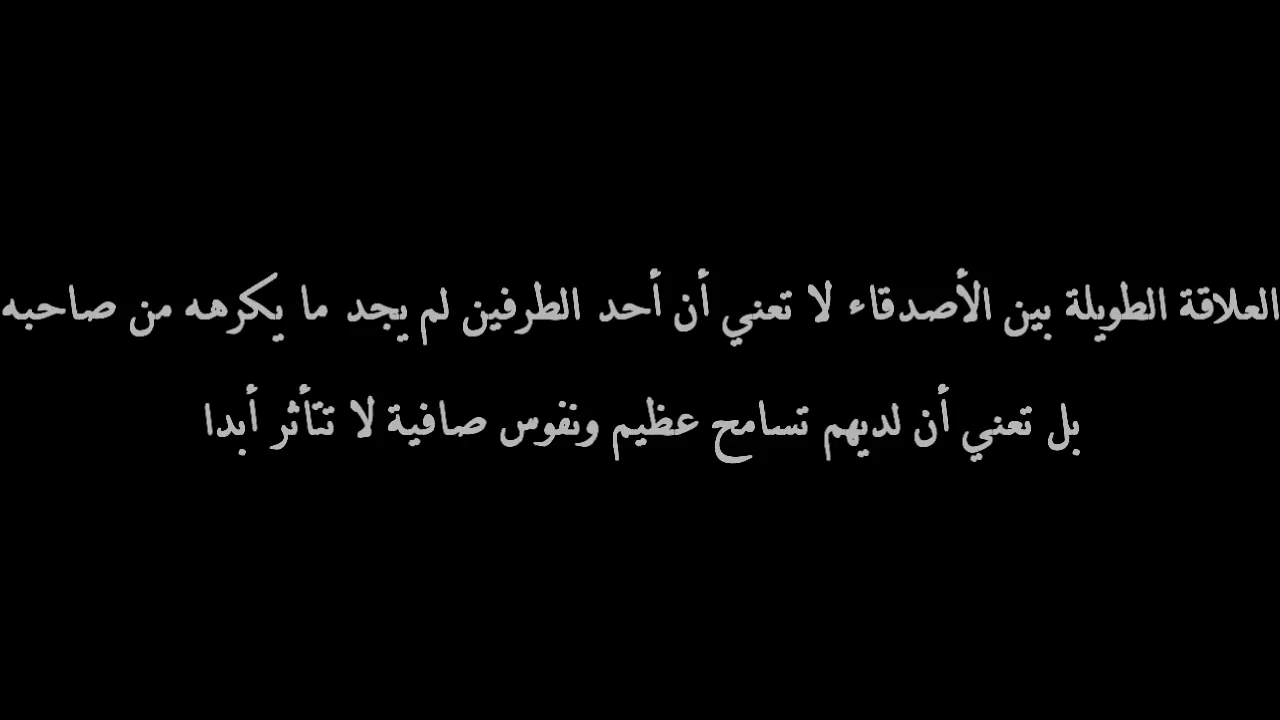 العلاقة الطويلة بين الأصدقاء لا تعني أن أحد الطرفين لم يجد ما يكرهه من صاحبه
بل تعني أن لديهم تسامح عظيم ونفوس صافية لا تتأثر أبدا